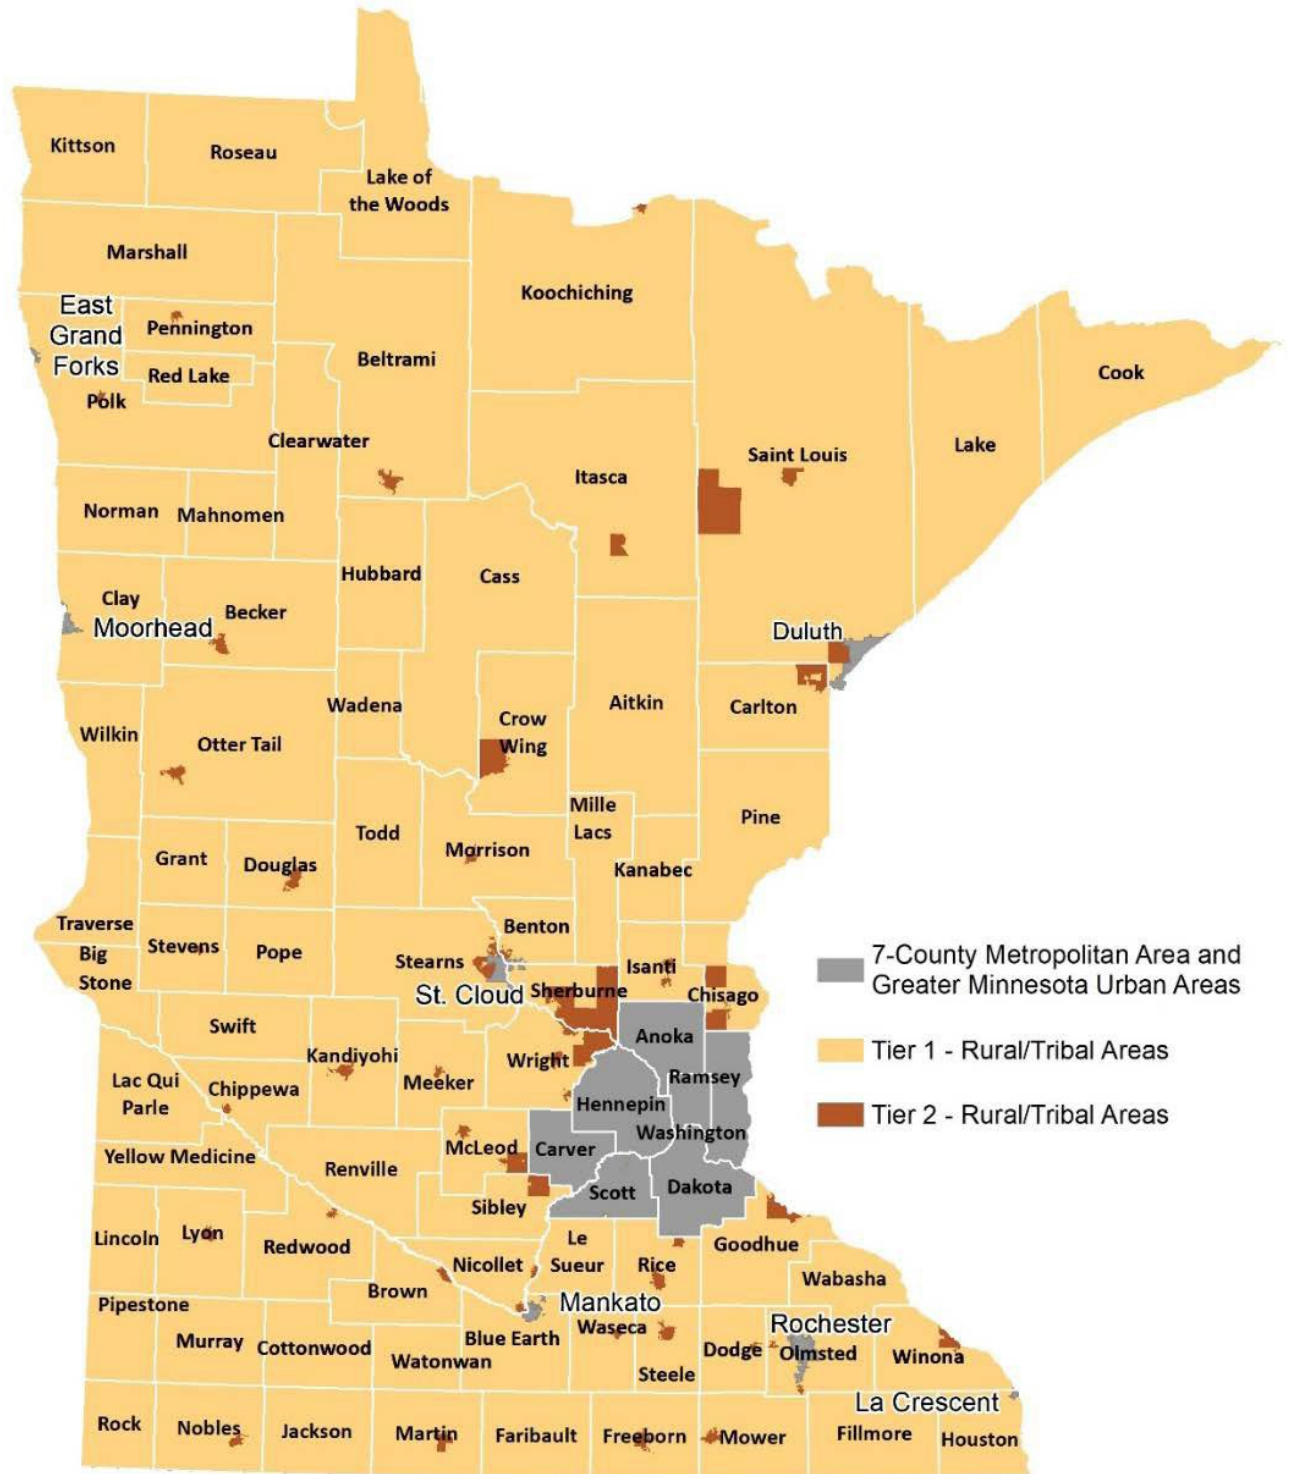 Kittson
Roseau
Lake of
the Woods
Marshall
Koochiching
East
Grand
Forks
Pennington
Red Lake
Beltrami
Polk
Cook
Clearwater
Saint Louis
Lake
Itasca
Norman
Mahnomen
Hubbard
Cass
Clay
Becker
Moorhead
Duluth
Wadena
Aitkin
Carlton
Crow
Wing
Wilkin
Otter Tail
Mille
Lacs
Pine
Todd
Morrison
Grant
Douglas
Kanabec
Traverse
Benton
Stevens
Pope
Big
Stone
Stearns
Isanti
St. Cloud
Sherburne
Chisago
7-County Metropolitan Area and
Greater Minnesota Urban Areas
Swift
Anoka
Kandiyohi
Wright
Tier 1 - Rural/Tribal Areas
Lac Qui
Parle
Chippewa
Meeker
Ramsey
Hennepin
Tier 2 - Rural/Tribal Areas
Washington
McLeod
Carver
Yellow Medicine
Renville
Scott
Dakota
Sibley
Lincoln
Lyon
Redwood
Le
Sueur
Goodhue
Nicollet
Rice
Wabasha
Brown
Pipestone
Mankato
Murray
Cottonwood
Blue Earth
Waseca
Rochester
Watonwan
Dodge
Olmsted
Winona
Steele
La Crescent
Rock
Nobles
Jackson
Martin
Faribault
Freeborn
Mower
Fillmore
Houston